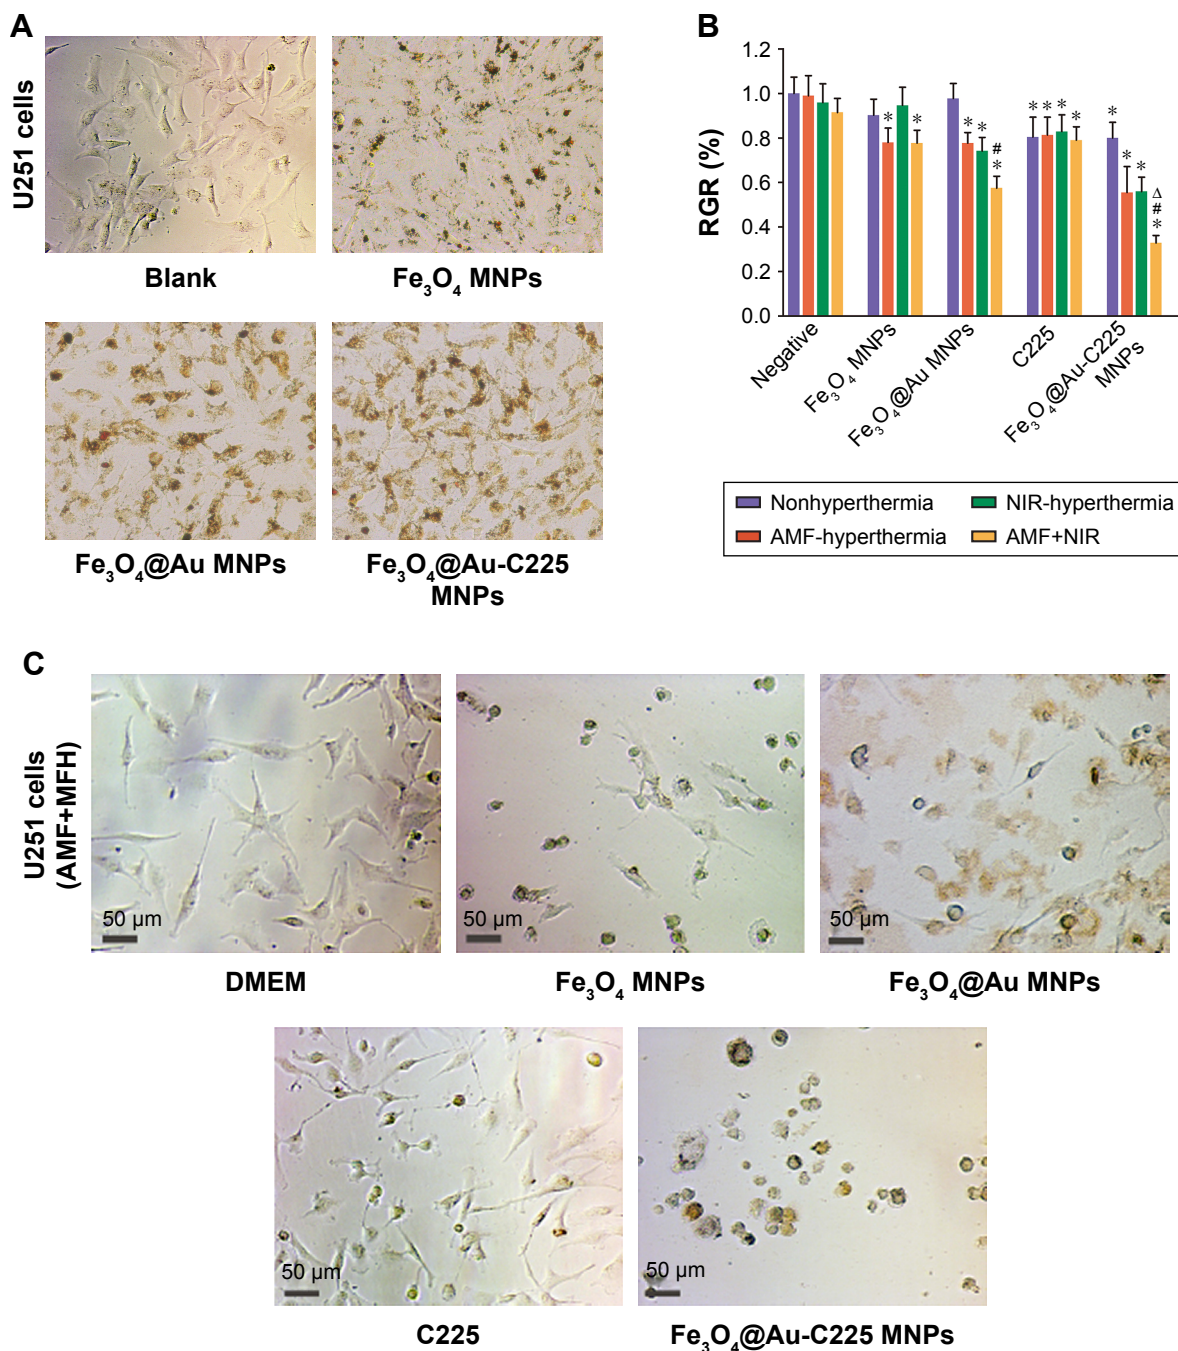 A
U251 cells
Blank
Fe₃O₄ MNPs
Fe₃O₄@Au MNPs
Fe₃O₄@Au-C225
MNPs
B
RGR (%)
1.2
1.0
0.8
0.6
0.4
0.2
0.0
* * * # * * * * * * * * Δ # *
Negative
Fe₃O₄ MNPs
Fe₃O₄@Au MNPs
C225
Fe₃O₄@Au-C225
MNPs
Nonhyperthermia
NIR-hyperthermia
AMF-hyperthermia
AMF+NIR
C
U251 cells
(AMF+MFH)
50 µm
50 µm
50 µm
DMEM
Fe₃O₄ MNPs
Fe₃O₄@Au MNPs
50 µm
50 µm
C225
Fe₃O₄@Au-C225 MNPs